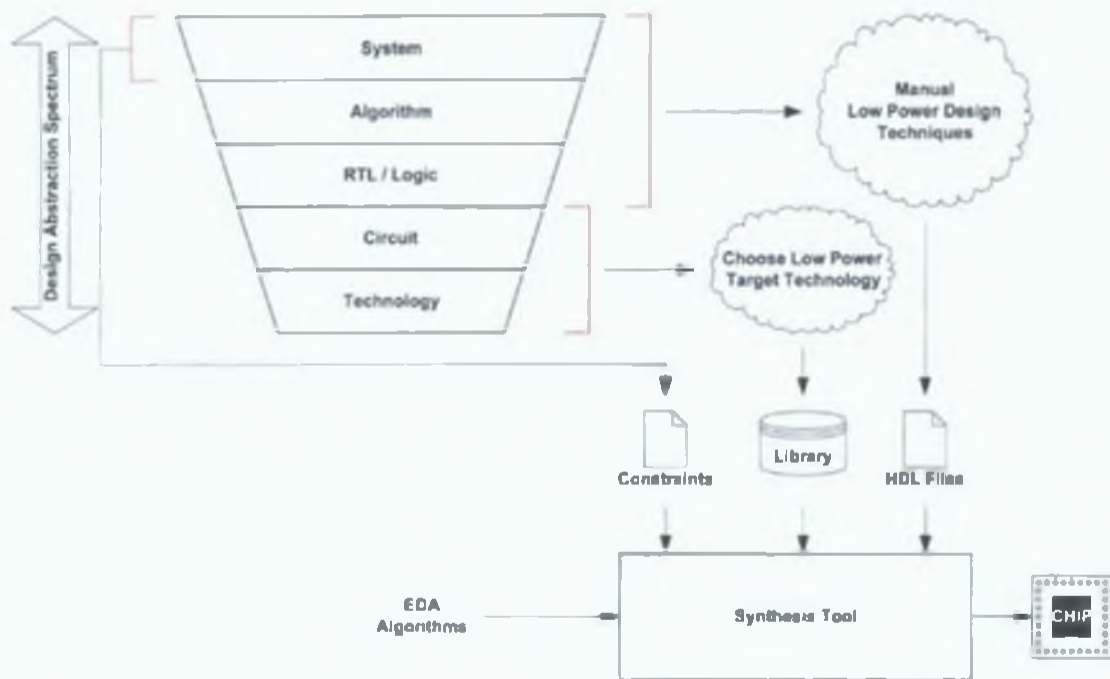 Design Abstraction Spectrum
System
Algorithm
RTL / Logic
Circuit
Technology
Manual
Low Power Design
Techniques
Choose Low Power
Target Technology
Constraints
Library
HDL Files
EDA
Algorithms
Synthesis Tool
CHIP